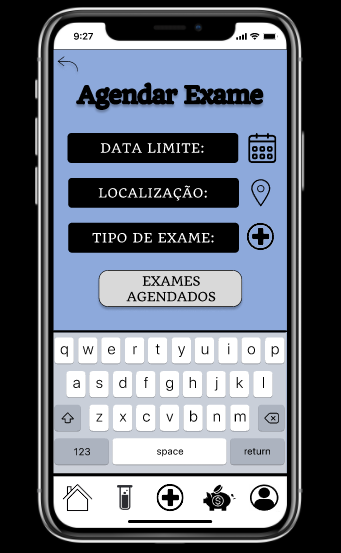 9:27
Agendar Exame
DATA LIMITE:
LOCALIZAÇÃO:
TIPO DE EXAME:
EXAMES
AGENDADOS
q w e r t y u i o p
a s d f g h j k l
z x c v b n m
123 space return
$